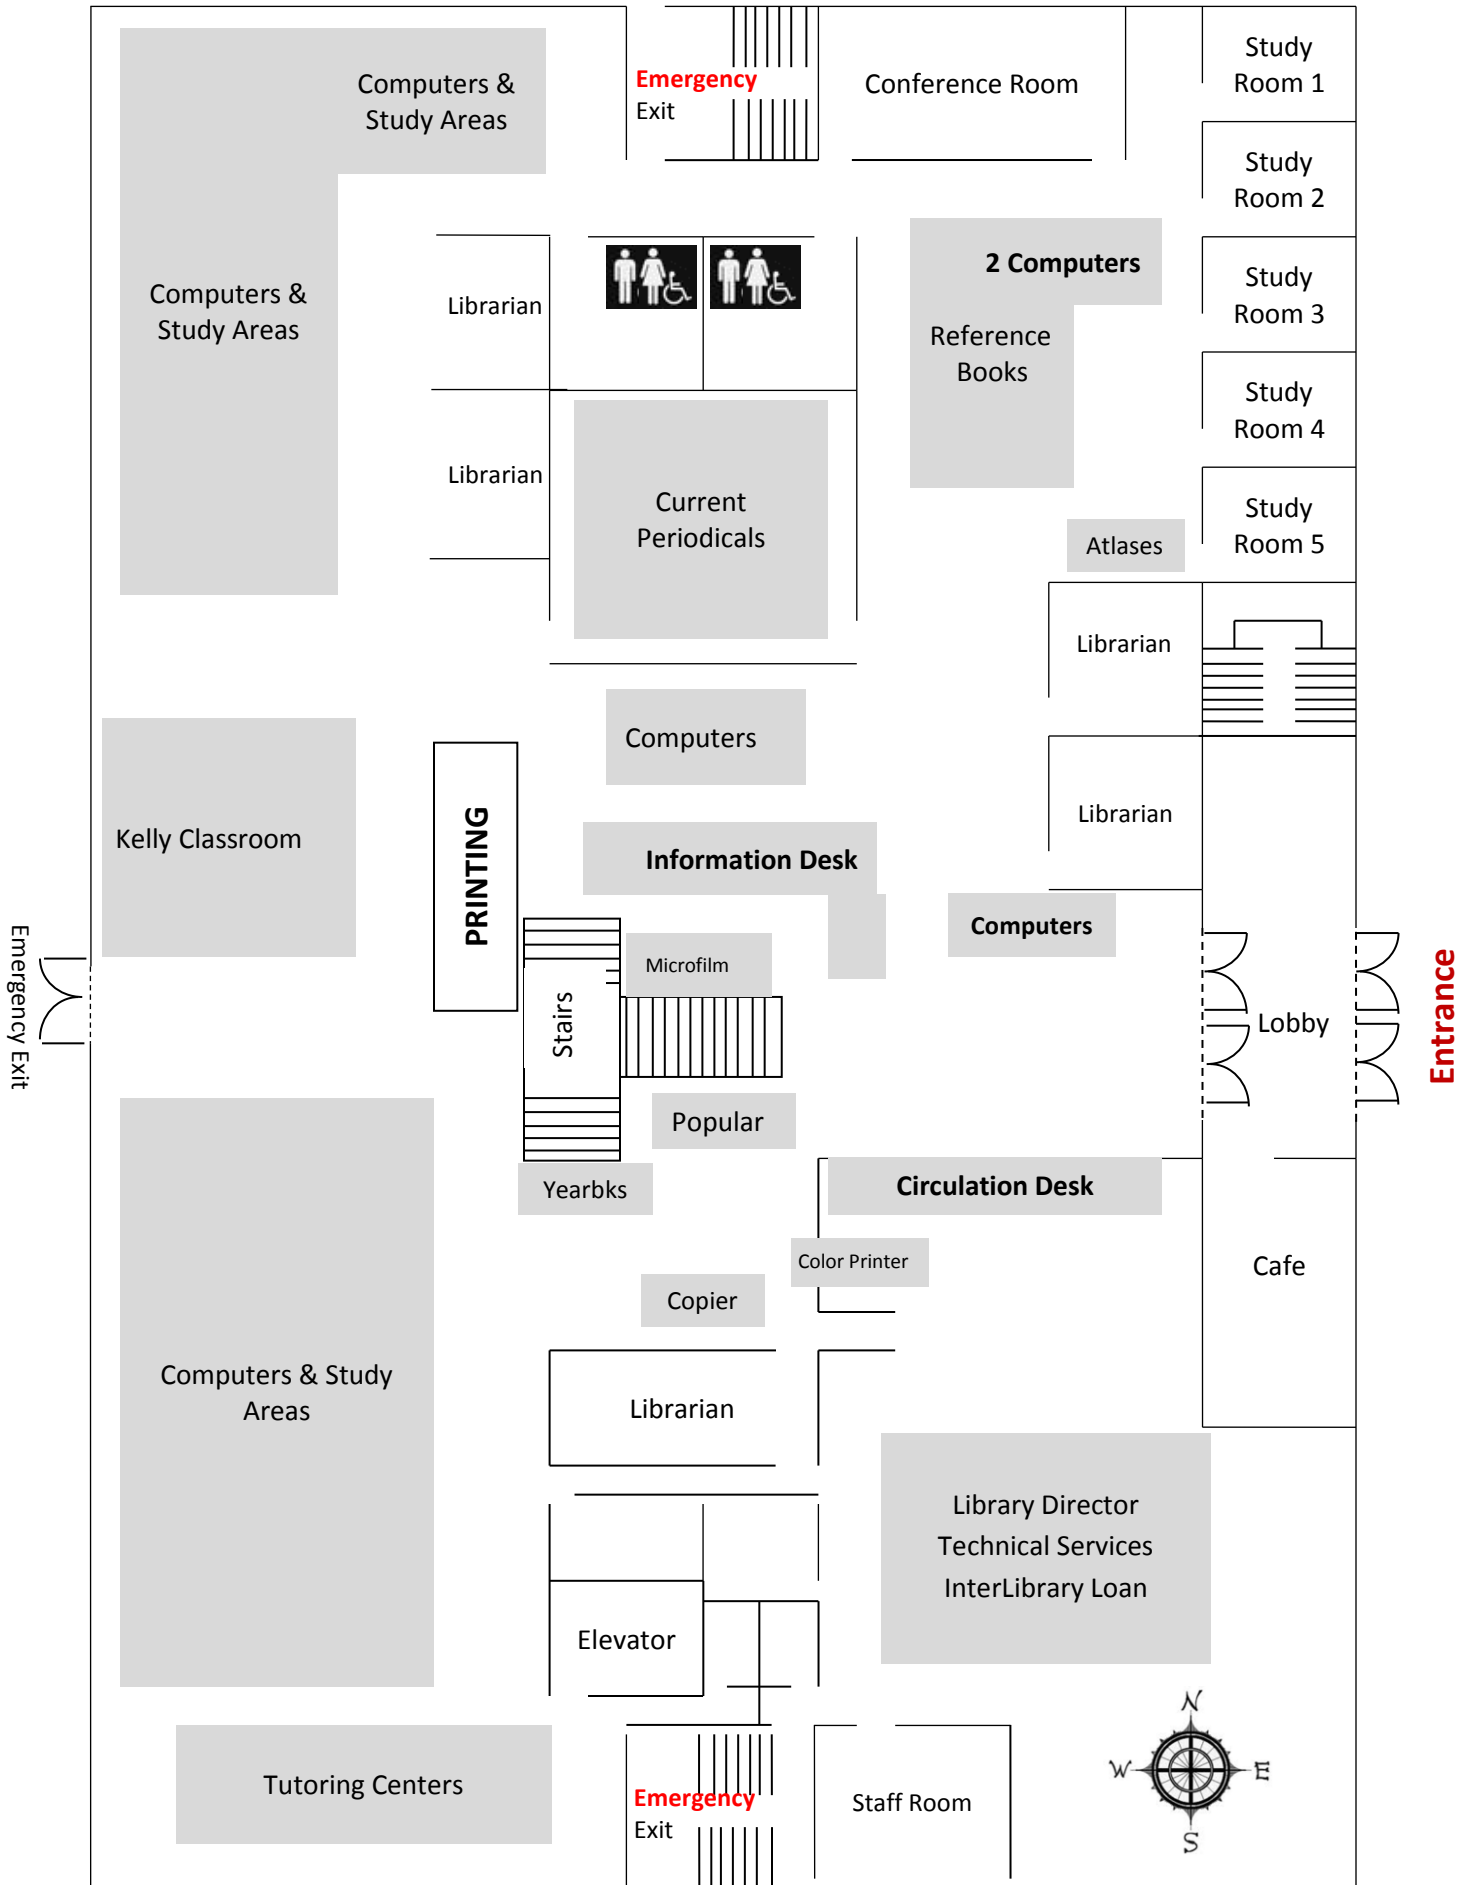 Computers &
Study Areas
Emergency
Exit
Conference Room
Study
Room 1
Study
Room 2
Computers &
Study Areas
Librarian
2 Computers
Reference
Books
Study
Room 3
Study
Room 4
Librarian
Current
Periodicals
Atlases
Study
Room 5
Librarian
Computers
Kelly Classroom
PRINTING
Information Desk
Librarian
Computers
Microfilm
Emergency Exit
Stairs
Lobby
Entrance
Popular
Yearbks
Circulation Desk
Color Printer
Cafe
Copier
Computers & Study
Areas
Librarian
Library Director
Technical Services
InterLibrary Loan
Elevator
Tutoring Centers
Emergency
Exit
Staff Room
N
W
E
S